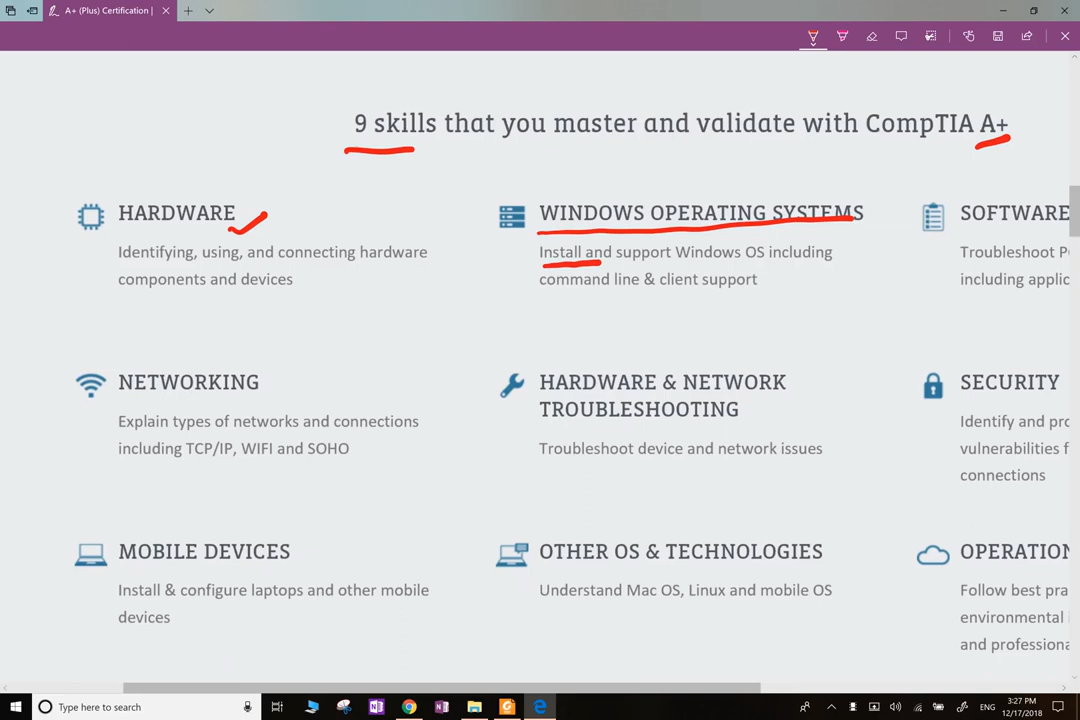 A+ (Plus) Certification |
9 skills that you master and validate with CompTIA A+
HARDWARE
Identifying, using, and connecting hardware
components and devices
WINDOWS OPERATING SYSTEMS
Install and support Windows OS including
command line & client support
SOFTWARE
Troubleshoot P
including applic
NETWORKING
Explain types of networks and connections
including TCP/IP, WIFI and SOHO
HARDWARE & NETWORK
TROUBLESHOOTING
Troubleshoot device and network issues
SECURITY
Identify and pro
vulnerabilities f
connections
MOBILE DEVICES
Install & configure laptops and other mobile
devices
OTHER OS & TECHNOLOGIES
Understand Mac OS, Linux and mobile OS
OPERATION
Follow best pra
environmental i
and professiona
Type here to search
ENG
3:27 PM
12/17/2018